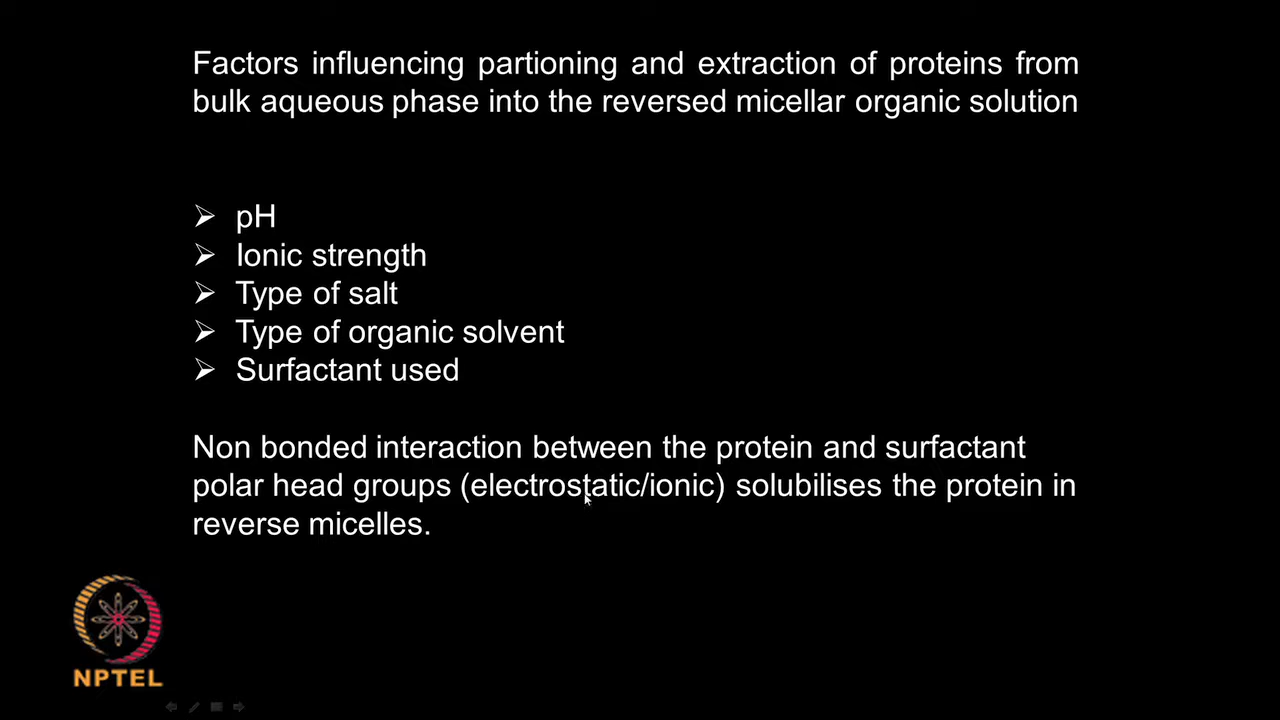 Factors influencing partioning and extraction of proteins from
bulk aqueous phase into the reversed micellar organic solution
➢ pH
➢ Ionic strength
➢ Type of salt
➢ Type of organic solvent
➢ Surfactant used
Non bonded interaction between the protein and surfactant
polar head groups (electrostatic/ionic) solubilises the protein in
reverse micelles.
NPTEL